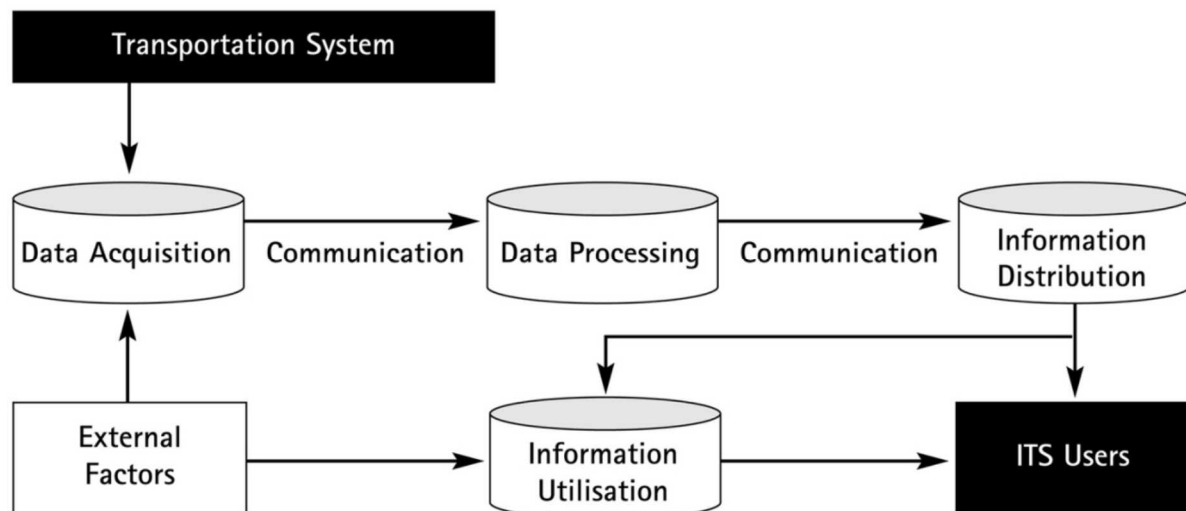 Transportation System
Data Acquisition
Communication
Data Processing
Communication
Information
Distribution
External
Factors
Information
Utilisation
ITS Users